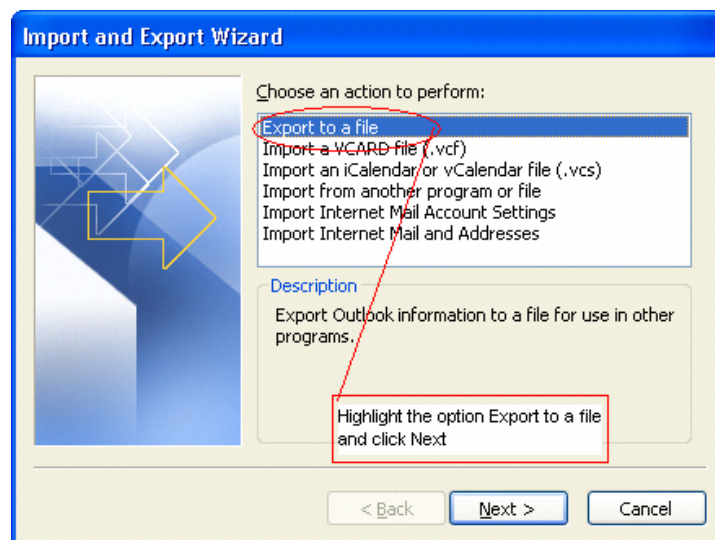 Import and Export Wizard
Choose an action to perform:
Export to a file
Import a VCARD file (.vcf)
Import an iCalendar or vCalendar file (.vcs)
Import from another program or file
Import Internet Mail Account Settings
Import Internet Mail and Addresses
Description
Export Outlook information to a file for use in other
programs.
Highlight the option Export to a file
and click Next
< Back
Next >
Cancel